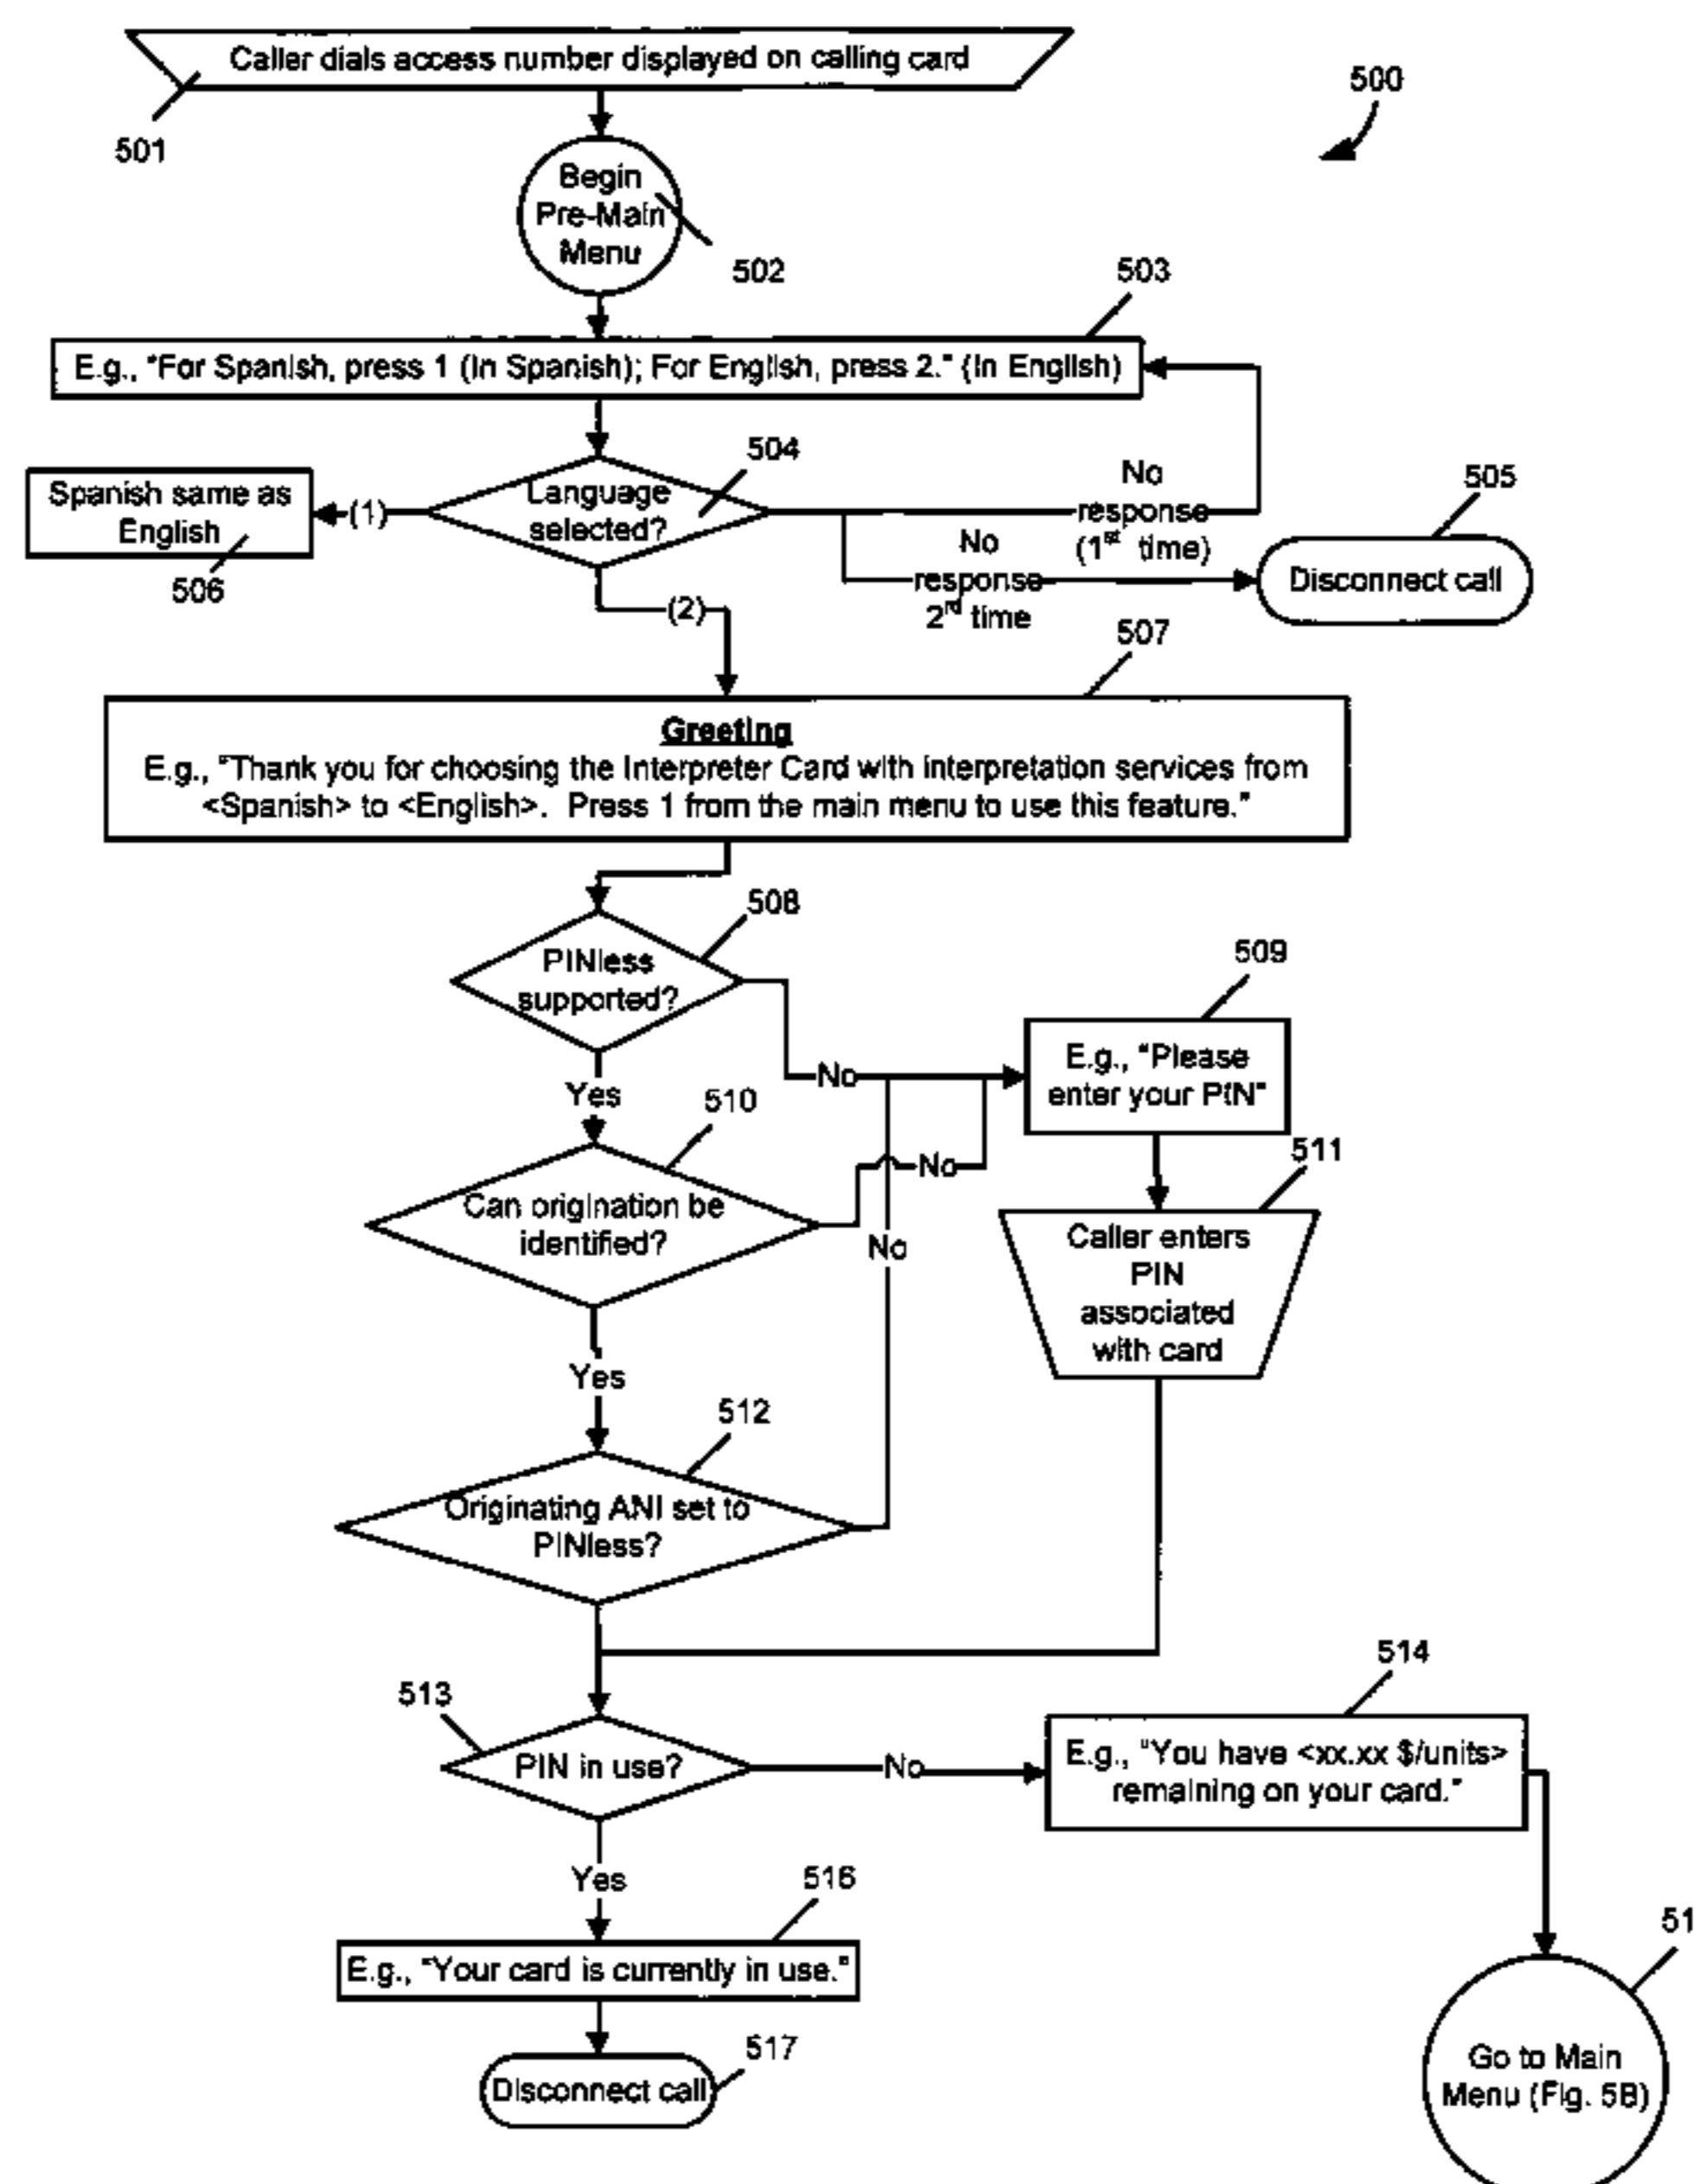 Caller dials access number displayed on calling card
500
501
Begin
Pre-Main
Menu
502
503
E.g., "For Spanish, press 1 (In Spanish); For English, press 2." (In English)
504
Language
selected?
Spanish same as
English
506
(1)
No
response
(1st time)
505
No
response
2rd time
Disconnect call
(2)
507
Greeting
E.g., "Thank you for choosing the Interpreter Card with interpretation services from
<Spanish> to <English>. Press 1 from the main menu to use this feature."
508
PINless
supported?
509
No
E.g., "Please
enter your PIN"
Yes
510
No
511
Can origination be
identified?
No
Caller enters
PIN
associated
with card
Yes
512
Originating ANI set to
PINless?
513
514
PIN in use?
No
E.g., "You have <xx.xx $/units>
remaining on your card."
Yes
516
E.g., "Your card is currently in use."
51
517
Disconnect call
Go to Main
Menu (Fig. 5B)